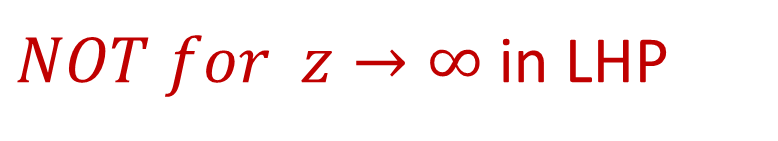 NOT for z → ∞ in LHP